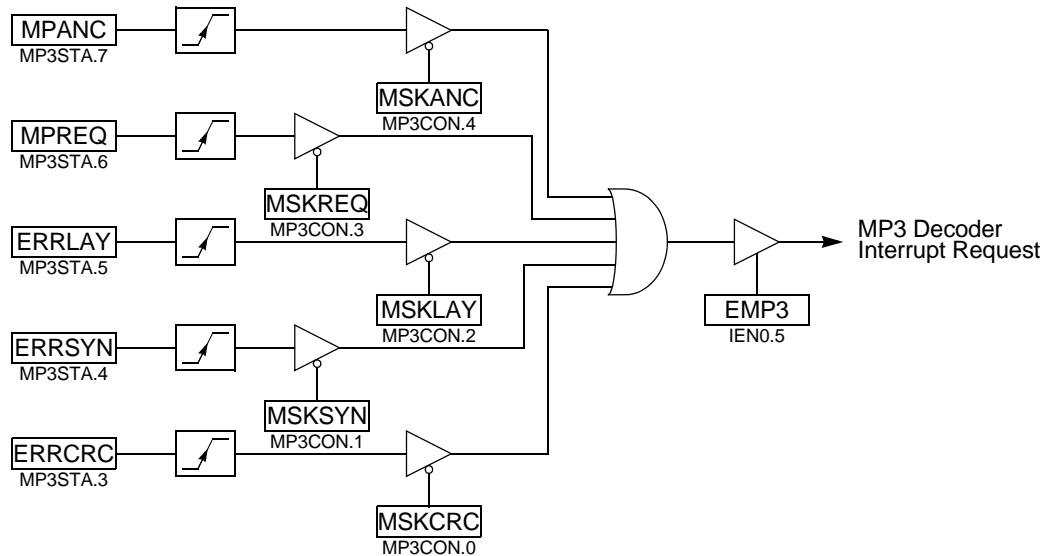 MPANC
MP3STA.7
MSKANC
MP3CON.4
MPREQ
MP3STA.6
MSKREQ
MP3CON.3
ERRLAY
MP3STA.5
MSKLAY
MP3CON.2
ERRSYN
MP3STA.4
MSKSYN
MP3CON.1
ERRCRC
MP3STA.3
MSKCRC
MP3CON.0
MP3 Decoder
Interrupt Request
EMP3
IEN0.5